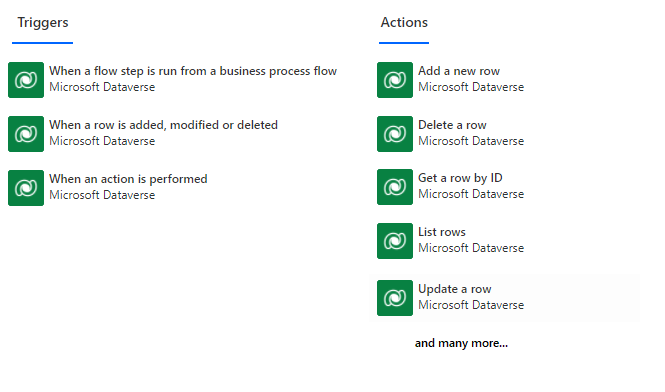 Triggers
When a flow step is run from a business process flow
Microsoft Dataverse
When a row is added, modified or deleted
Microsoft Dataverse
When an action is performed
Microsoft Dataverse
Actions
Add a new row
Microsoft Dataverse
Delete a row
Microsoft Dataverse
Get a row by ID
Microsoft Dataverse
List rows
Microsoft Dataverse
Update a row
Microsoft Dataverse
and many more...